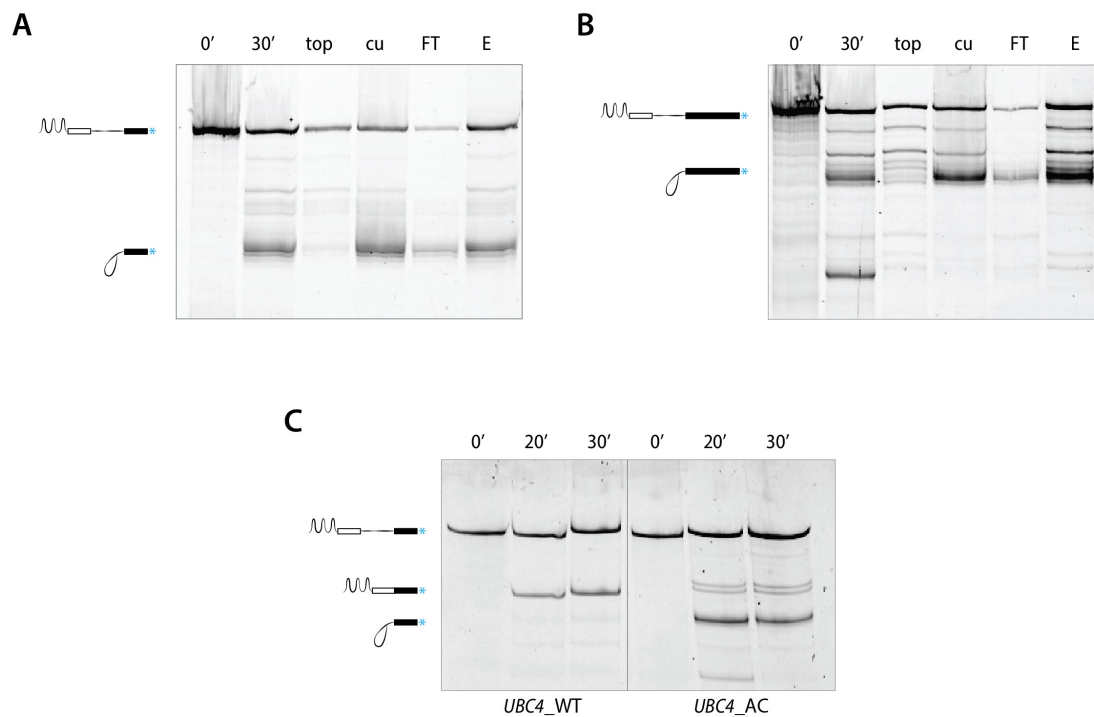 A
0′ 30′ top cu FT E
*
*
B
0′ 30′ top cu FT E
*
*
C
0′ 20′ 30′ 0′ 20′ 30′
*
*
*
UBC4_WT UBC4_AC